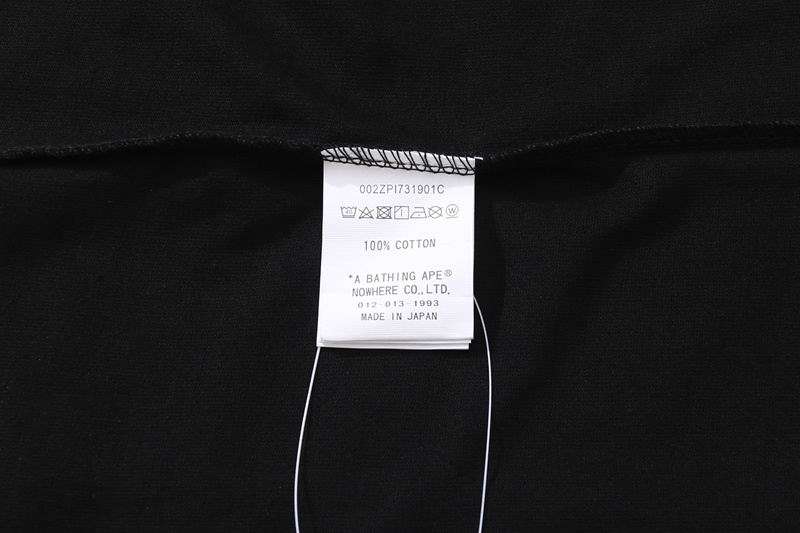 002ZPI731901C
100% COTTON
*A BATHING APE®
NOWHERE CO.,LTD.
012-013-1993
MADE IN JAPAN